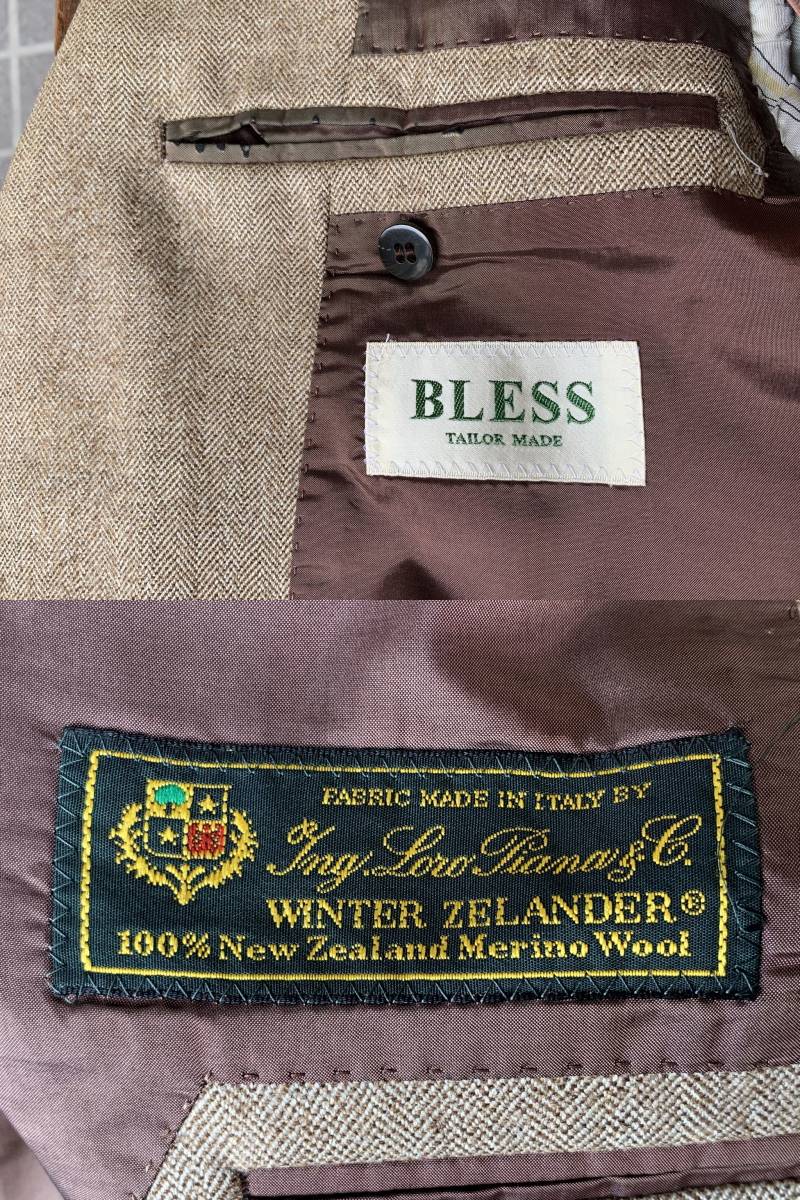 BLESS
TAILOR MADE
FABRIC MADE IN ITALY BY
Ing Loro Piana & C.
WINTER ZELANDER®
100% New Zealand Merino Wool